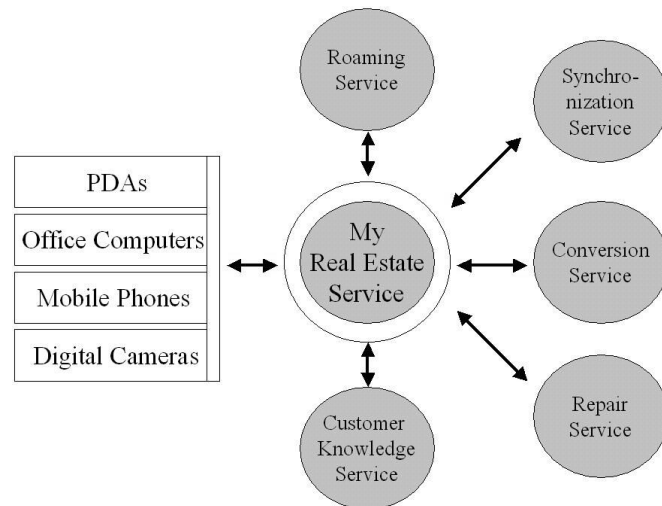 Roaming
Service
Synchro-
nization
Service
PDAs
Office Computers
Mobile Phones
Digital Cameras
My
Real Estate
Service
Conversion
Service
Customer
Knowledge
Service
Repair
Service